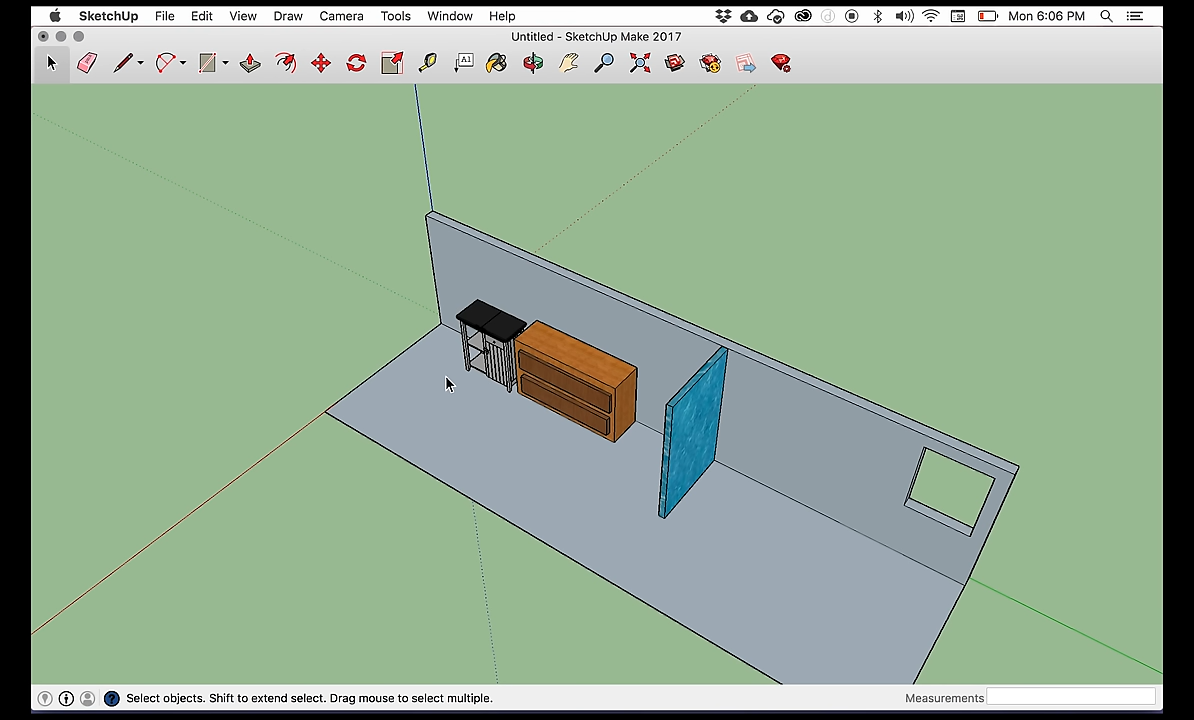 SketchUp File Edit View Draw Camera Tools Window Help Mon 6:06 PM
Untitled - SketchUp Make 2017
A1
Select objects. Shift to extend select. Drag mouse to select multiple. Measurements